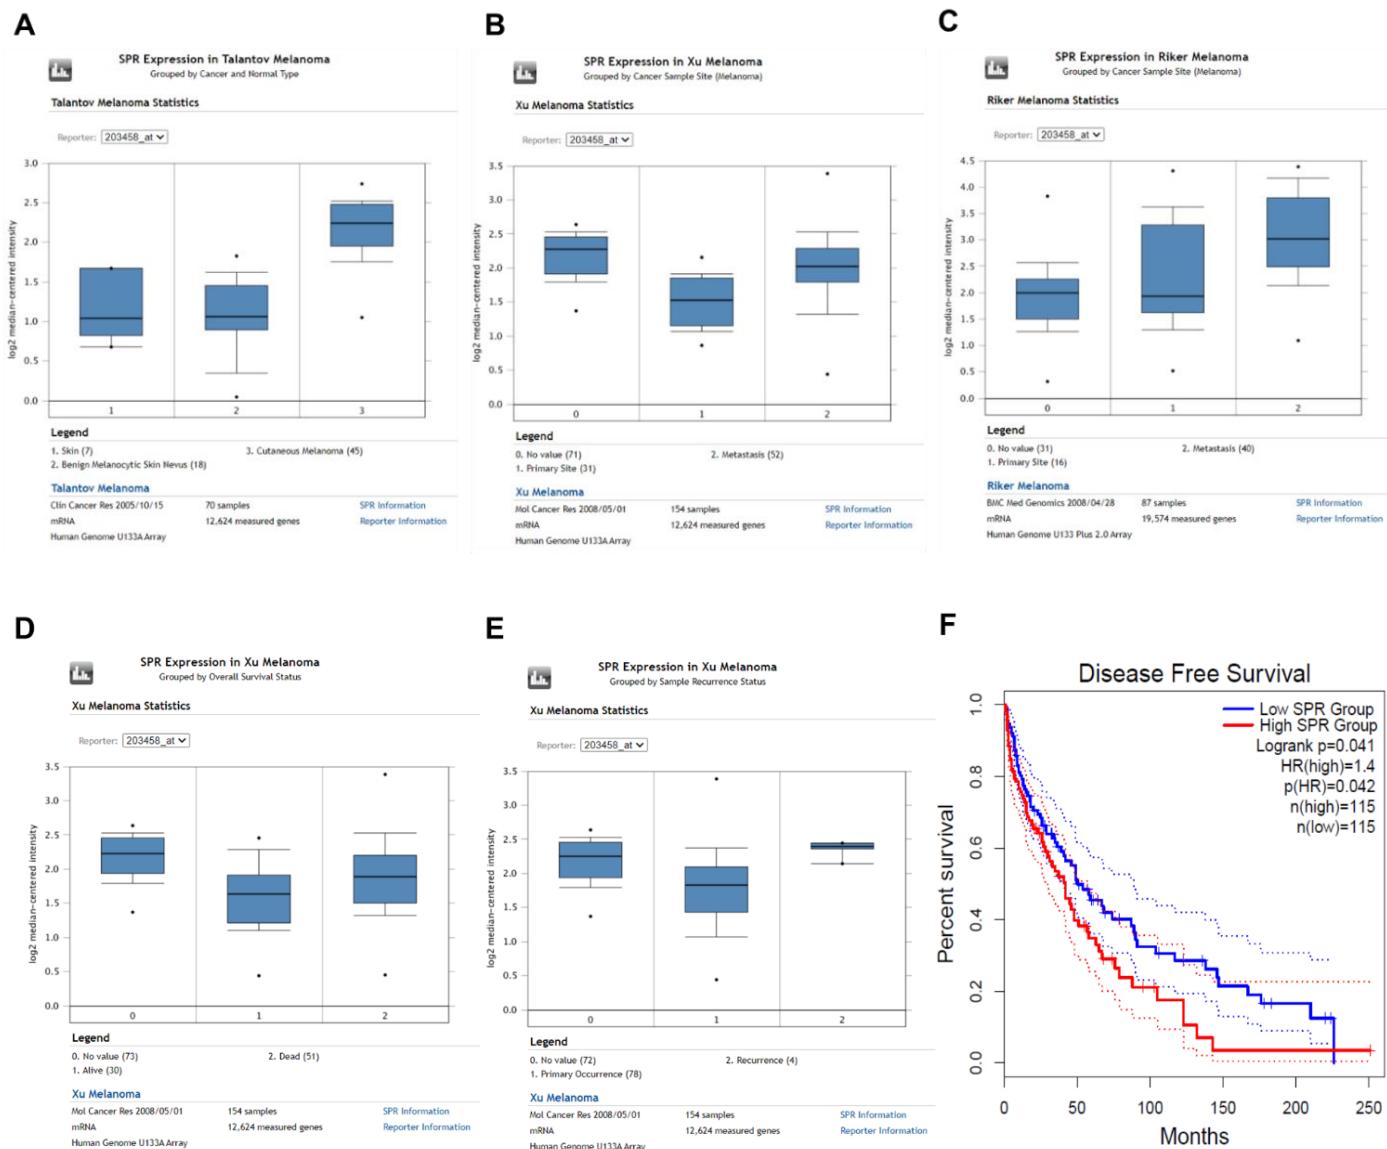 A
SPR Expression in Talantov Melanoma
Grouped by Cancer and Normal Type
Talantov Melanoma Statistics
Reporter: 203458_at
log2 median-centered intensity
3.0
2.5
2.0
1.5
1.0
0.5
0.0
1 2 3
Legend
1. Skin (7) 3. Cutaneous Melanoma (45)
2. Benign Melanocytic Skin Nevus (18)
Talantov Melanoma
Clin Cancer Res 2005/10/15 70 samples SPR Information
mRNA 12,624 measured genes Reporter Information
Human Genome U133A Array
B
SPR Expression in Xu Melanoma
Grouped by Cancer Sample Site (Melanoma)
Xu Melanoma Statistics
Reporter: 203458_at
log2 median-centered intensity
3.5
3.0
2.5
2.0
1.5
1.0
0.5
0.0
0 1 2
Legend
0. No value (71) 2. Metastasis (52)
1. Primary Site (31)
Xu Melanoma
Mol Cancer Res 2008/05/01 154 samples SPR Information
mRNA 12,624 measured genes Reporter Information
Human Genome U133A Array
C
SPR Expression in Riker Melanoma
Grouped by Cancer Sample Site (Melanoma)
Riker Melanoma Statistics
Reporter: 203458_at
log2 median-centered intensity
4.5
4.0
3.5
3.0
2.5
2.0
1.5
1.0
0.5
0.0
0 1 2
Legend
0. No value (31) 2. Metastasis (40)
1. Primary Site (16)
Riker Melanoma
BMC Med Genomics 2008/04/28 87 samples SPR Information
mRNA 19,574 measured genes Reporter Information
Human Genome U133 Plus 2.0 Array
D
SPR Expression in Xu Melanoma
Grouped by Overall Survival Status
Xu Melanoma Statistics
Reporter: 203458_at
log2 median-centered intensity
3.5
3.0
2.5
2.0
1.5
1.0
0.5
0.0
0 1 2
Legend
0. No value (73) 2. Dead (51)
1. Alive (30)
Xu Melanoma
Mol Cancer Res 2008/05/01 154 samples SPR Information
mRNA 12,624 measured genes Reporter Information
Human Genome U133A Array
E
SPR Expression in Xu Melanoma
Grouped by Sample Recurrence Status
Xu Melanoma Statistics
Reporter: 203458_at
log2 median-centered intensity
3.5
3.0
2.5
2.0
1.5
1.0
0.5
0.0
0 1 2
Legend
0. No value (72) 2. Recurrence (4)
1. Primary Occurrence (78)
Xu Melanoma
Mol Cancer Res 2008/05/01 154 samples SPR Information
mRNA 12,624 measured genes Reporter Information
Human Genome U133A Array
F
Disease Free Survival
Low SPR Group
High SPR Group
Logrank p=0.041
HR(high)=1.4
p(HR)=0.042
n(high)=115
n(low)=115
Percent survival
1.0
0.8
0.6
0.4
0.2
0.0
0 50 100 150 200 250
Months